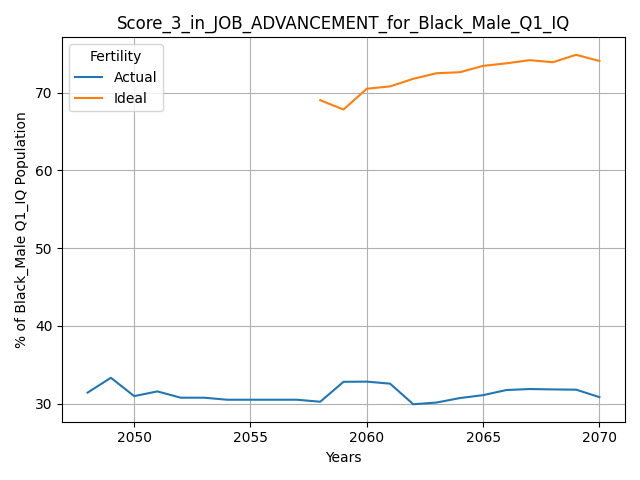 Score_3_in_JOB_ADVANCEMENT_for_Black_Male_Q1_IQ
Fertility
Actual
Ideal
% of Black_Male Q1_IQ Population
70
60
50
40
30
2050
2055
2060
2065
2070
Years